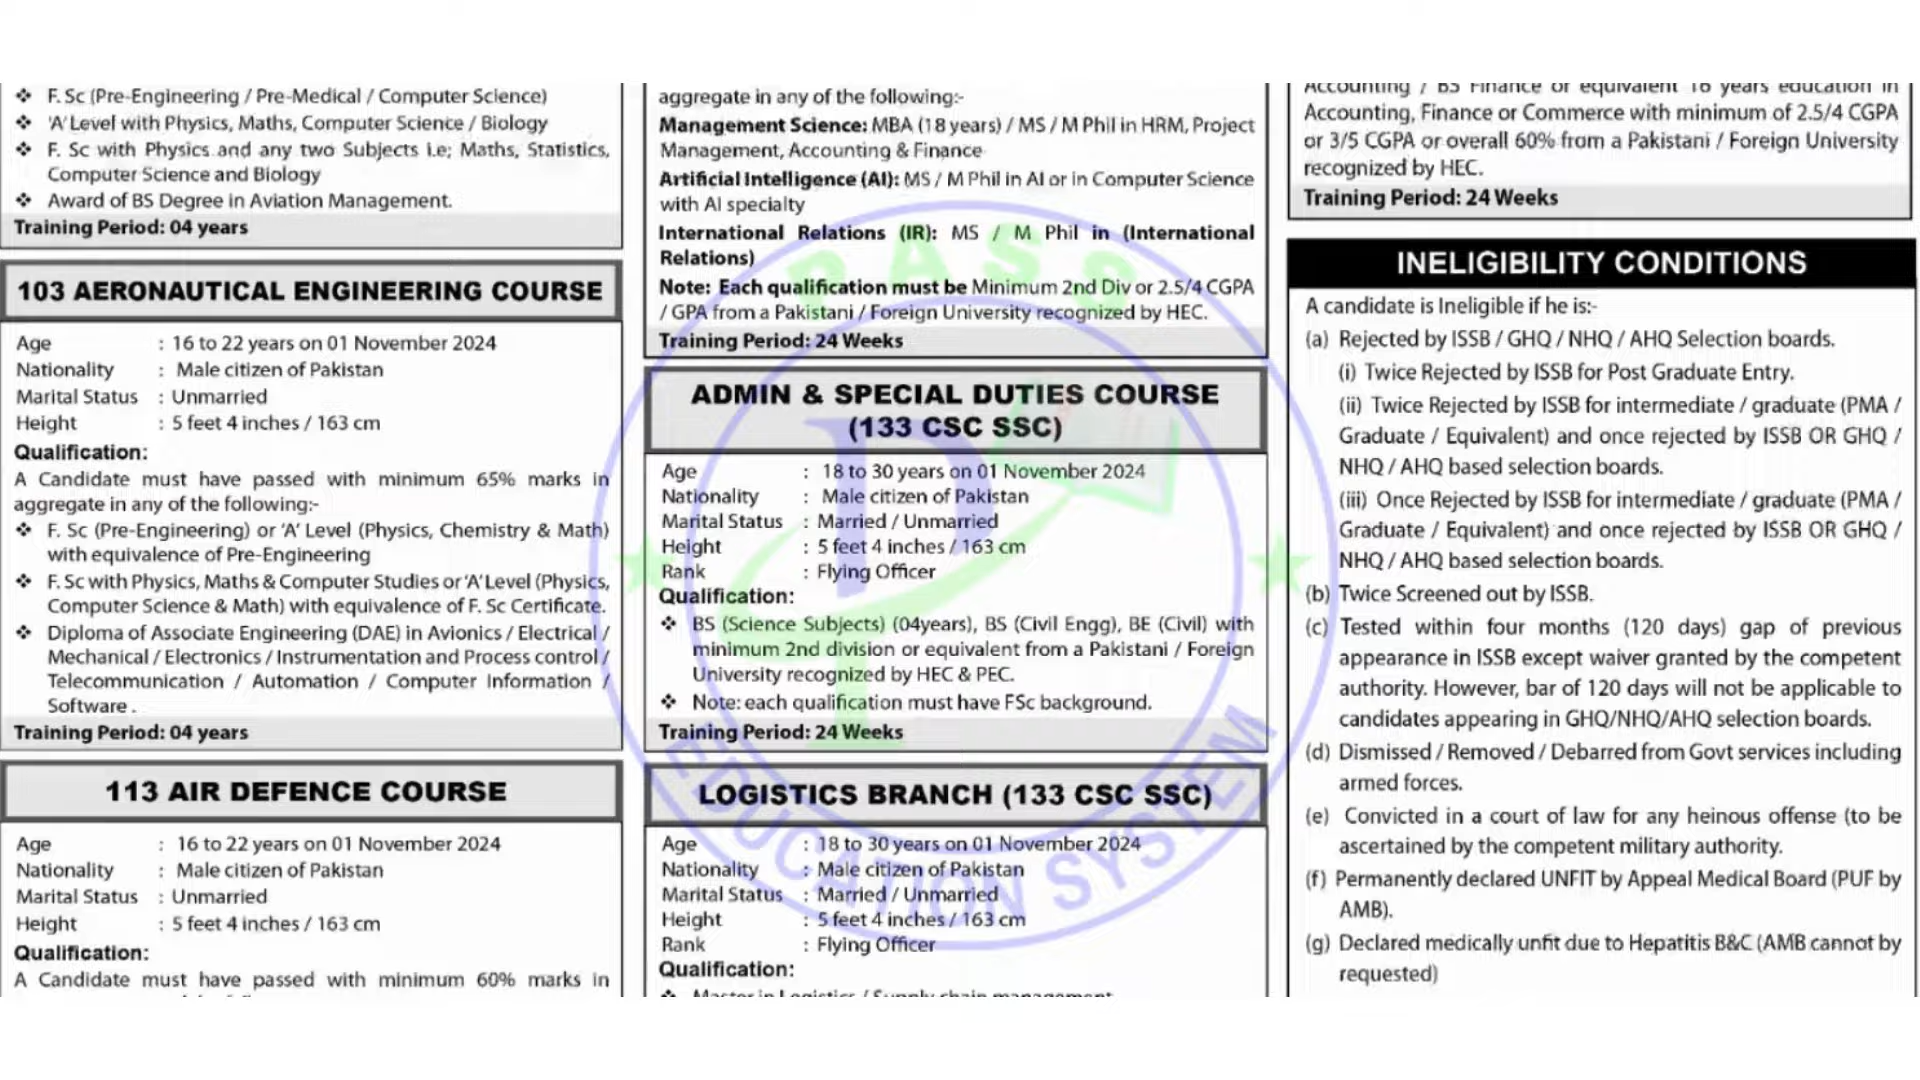 ❖ F. Sc (Pre-Engineering / Pre-Medical / Computer Science)
❖ 'A' Level with Physics, Maths, Computer Science / Biology
❖ F. Sc with Physics and any two Subjects i.e; Maths, Statistics,
Computer Science and Biology
❖ Award of BS Degree in Aviation Management.
Training Period: 04 years
103 AERONAUTICAL ENGINEERING COURSE
Age : 16 to 22 years on 01 November 2024
Nationality : Male citizen of Pakistan
Marital Status : Unmarried
Height : 5 feet 4 inches / 163 cm
Qualification:
A Candidate must have passed with minimum 65% marks in
aggregate in any of the following:-
❖ F. Sc (Pre-Engineering) or 'A' Level (Physics, Chemistry & Math)
with equivalence of Pre-Engineering
❖ F. Sc with Physics, Maths & Computer Studies or 'A' Level (Physics,
Computer Science & Math) with equivalence of F. Sc Certificate.
❖ Diploma of Associate Engineering (DAE) in Avionics / Electrical /
Mechanical / Electronics / Instrumentation and Process control /
Telecommunication / Automation / Computer Information /
Software .
Training Period: 04 years
113 AIR DEFENCE COURSE
Age : 16 to 22 years on 01 November 2024
Nationality : Male citizen of Pakistan
Marital Status : Unmarried
Height : 5 feet 4 inches / 163 cm
Qualification:
A Candidate must have passed with minimum 60% marks in
aggregate in any of the following:-
Management Science: MBA (18 years) / MS / M Phil in HRM, Project
Management, Accounting & Finance
Artificial Intelligence (AI): MS / M Phil in AI or in Computer Science
with AI specialty
International Relations (IR): MS / M Phil in (International
Relations)
Note: Each qualification must be Minimum 2nd Div or 2.5/4 CGPA
/ GPA from a Pakistani / Foreign University recognized by HEC.
Training Period: 24 Weeks
ADMIN & SPECIAL DUTIES COURSE
(133 CSC SSC)
Age : 18 to 30 years on 01 November 2024
Nationality : Male citizen of Pakistan
Marital Status : Married / Unmarried
Height : 5 feet 4 inches / 163 cm
Rank : Flying Officer
Qualification:
❖ BS (Science Subjects) (04years), BS (Civil Engg), BE (Civil) with
minimum 2nd division or equivalent from a Pakistani / Foreign
University recognized by HEC & PEC.
❖ Note: each qualification must have FSc background.
Training Period: 24 Weeks
LOGISTICS BRANCH (133 CSC SSC)
Age : 18 to 30 years on 01 November 2024
Nationality : Male citizen of Pakistan
Marital Status : Married / Unmarried
Height : 5 feet 4 inches / 163 cm
Rank : Flying Officer
Qualification:
❖ Master in Logistics / Supply chain management
Accounting / BS Finance or equivalent 16 years education in
Accounting, Finance or Commerce with minimum of 2.5/4 CGPA
or 3/5 CGPA or overall 60% from a Pakistani / Foreign University
recognized by HEC.
Training Period: 24 Weeks
INELIGIBILITY CONDITIONS
A candidate is Ineligible if he is:-
(a) Rejected by ISSB / GHQ / NHQ / AHQ Selection boards.
(i) Twice Rejected by ISSB for Post Graduate Entry.
(ii) Twice Rejected by ISSB for intermediate / graduate (PMA /
Graduate / Equivalent) and once rejected by ISSB OR GHQ /
NHQ / AHQ based selection boards.
(iii) Once Rejected by ISSB for intermediate / graduate (PMA /
Graduate / Equivalent) and once rejected by ISSB OR GHQ /
NHQ / AHQ based selection boards.
(b) Twice Screened out by ISSB.
(c) Tested within four months (120 days) gap of previous
appearance in ISSB except waiver granted by the competent
authority. However, bar of 120 days will not be applicable to
candidates appearing in GHQ/NHQ/AHQ selection boards.
(d) Dismissed / Removed / Debarred from Govt services including
armed forces.
(e) Convicted in a court of law for any heinous offense (to be
ascertained by the competent military authority.
(f) Permanently declared UNFIT by Appeal Medical Board (PUF by
AMB).
(g) Declared medically unfit due to Hepatitis B&C (AMB cannot by
requested)
PASS
EDUCATION SYSTEM